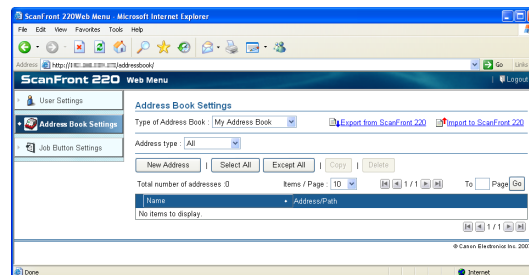 ScanFront 220Web Menu - Microsoft Internet Explorer
File Edit View Favorites Tools Help
Address http:// /addressbook/ Go Links
ScanFront 220 Web Menu Logout
User Settings
Address Book Settings
Job Button Settings
Address Book Settings
Type of Address Book : My Address Book Export from ScanFront 220 Import to ScanFront 220
Address type : All
New Address | Select All Except All | Copy | Delete
Total number of addresses :0 Items / Page : 10 1 / 1 To Page Go
Name Address/Path
No items to display.
1 / 1
© Canon Electronics Inc. 2007
Done Internet